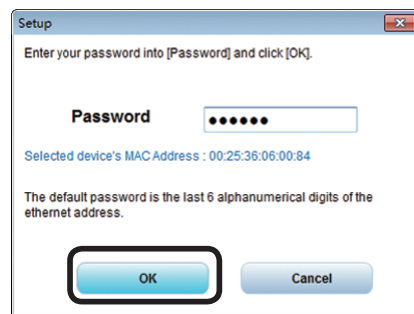 Setup
Enter your password into [Password] and click [OK].
Password ●●●●●●
Selected device's MAC Address : 00:25:36:06:00:84
The default password is the last 6 alphanumerical digits of the
ethernet address.
OK Cancel